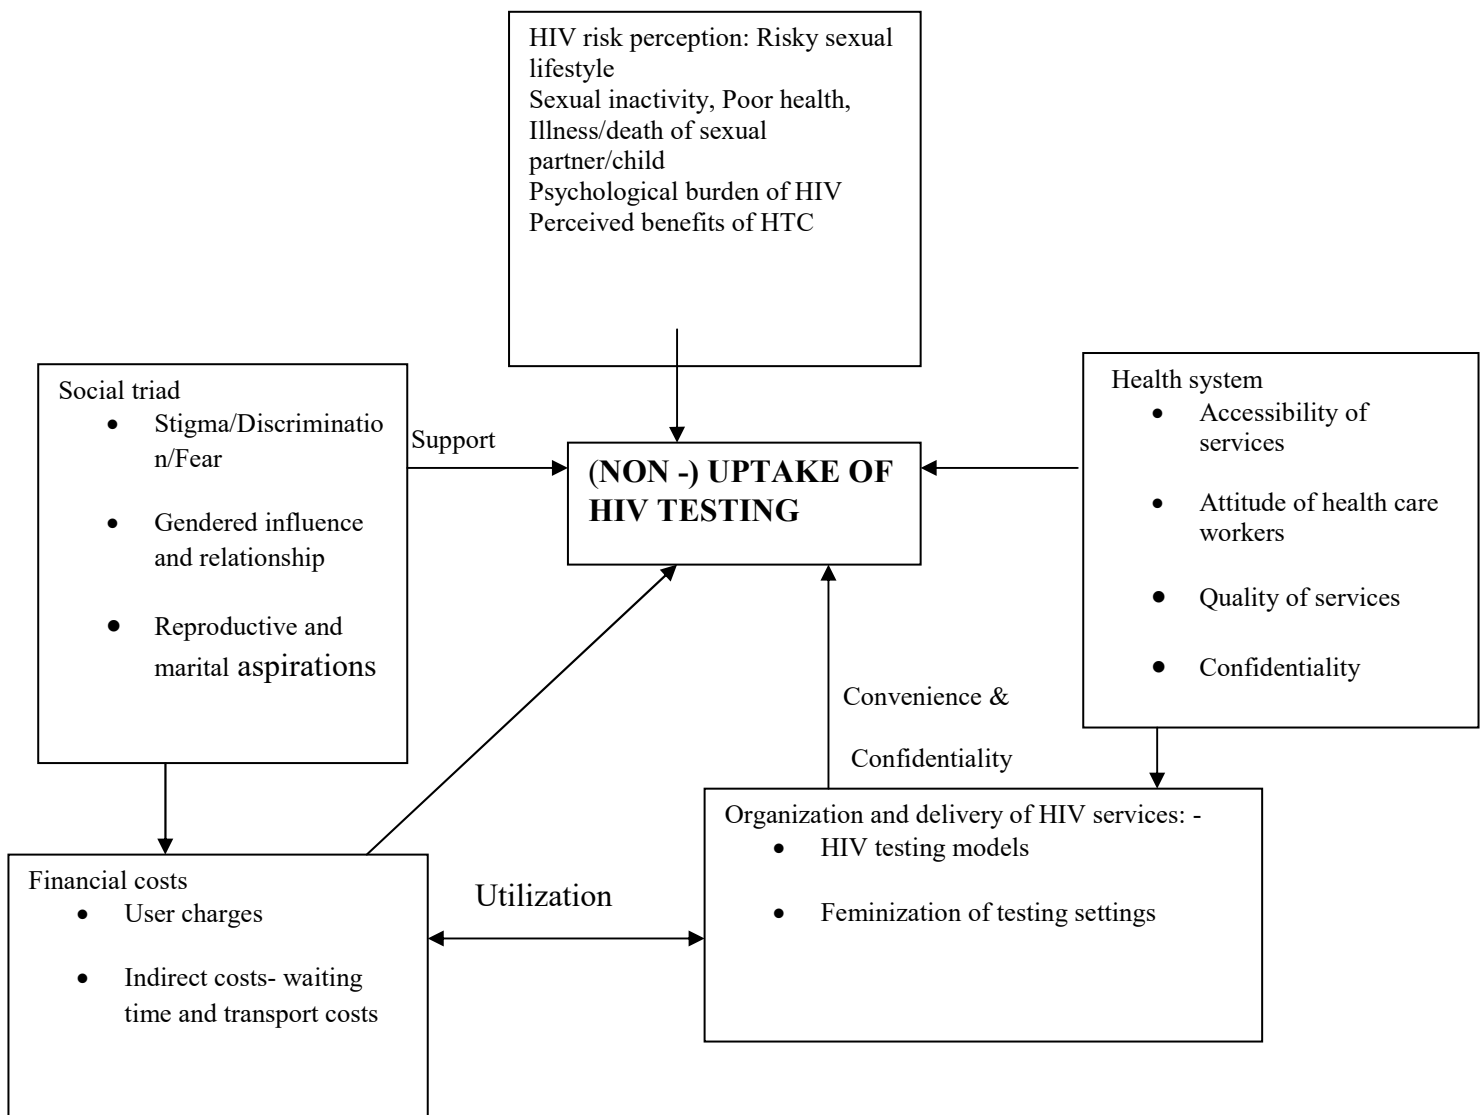 HIV risk perception: Risky sexual
lifestyle
Sexual inactivity, Poor health,
Illness/death of sexual
partner/child
Psychological burden of HIV
Perceived benefits of HTC
Social triad
• Stigma/Discriminatio
n/Fear
• Gendered influence
and relationship
• Reproductive and
marital aspirations
Support
(NON -) UPTAKE OF
HIV TESTING
Health system
• Accessibility of
services
• Attitude of health care
workers
• Quality of services
• Confidentiality
Convenience &
Confidentiality
Organization and delivery of HIV services: -
• HIV testing models
• Feminization of testing settings
Financial costs
• User charges
• Indirect costs- waiting
time and transport costs
Utilization